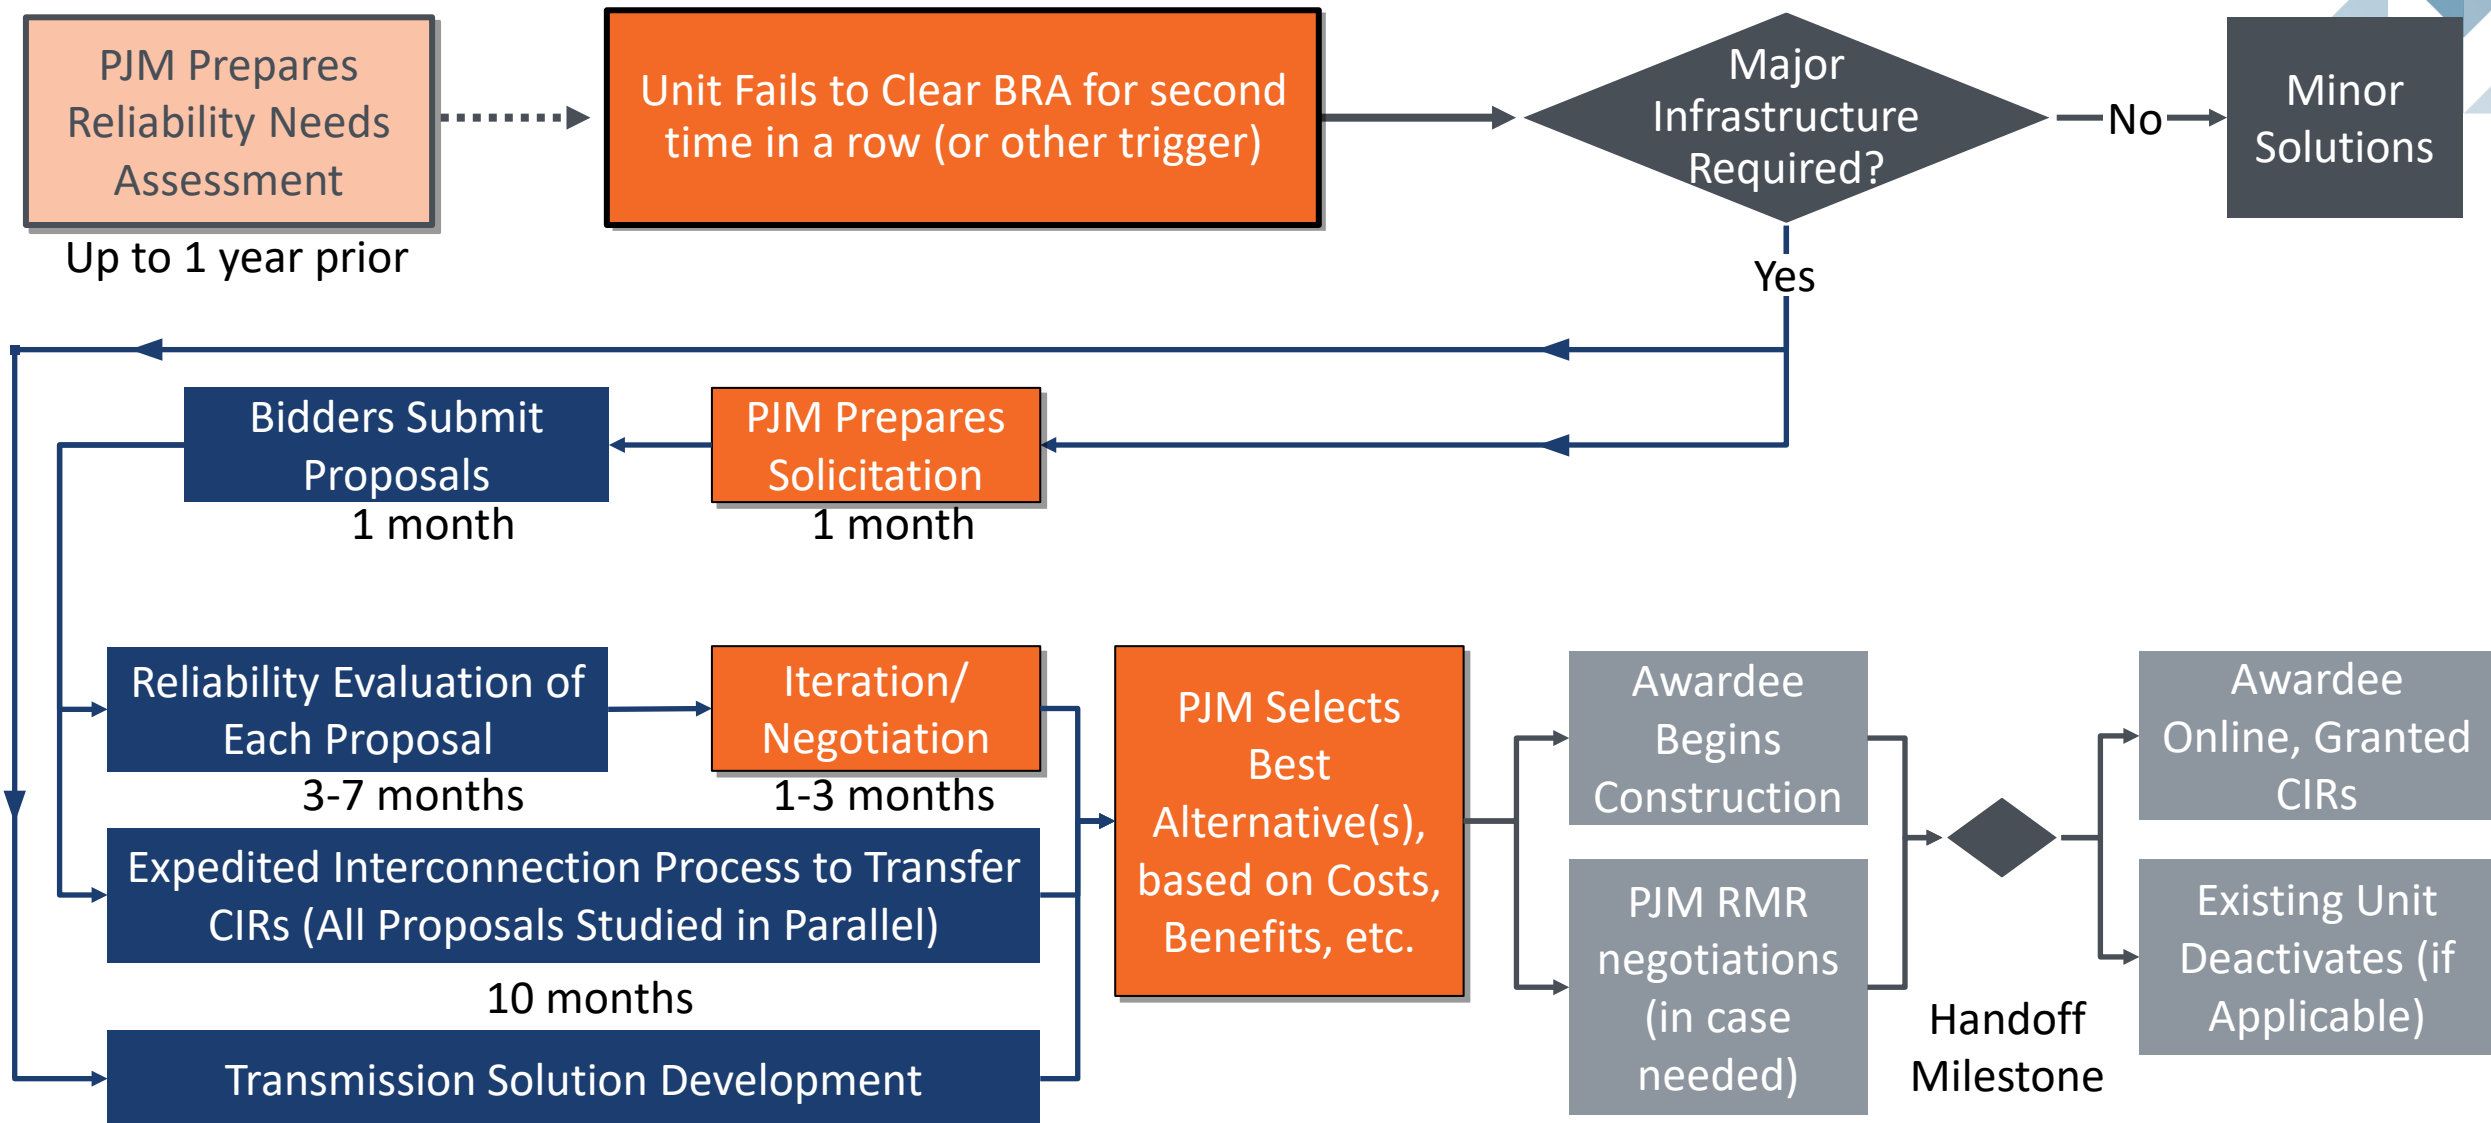 PJM Prepares
Reliability Needs
Assessment
Up to 1 year prior
Unit Fails to Clear BRA for second
time in a row (or other trigger)
Major
Infrastructure
Required?
No
Minor
Solutions
Yes
Bidders Submit
Proposals
1 month
PJM Prepares
Solicitation
1 month
Reliability Evaluation of
Each Proposal
3-7 months
Iteration/
Negotiation
1-3 months
Expedited Interconnection Process to Transfer
CIRs (All Proposals Studied in Parallel)
10 months
Transmission Solution Development
PJM Selects
Best
Alternative(s),
based on Costs,
Benefits, etc.
Awardee
Begins
Construction
PJM RMR
negotiations
(in case
needed)
Handoff
Milestone
Awardee
Online, Granted
CIRs
Existing Unit
Deactivates (if
Applicable)